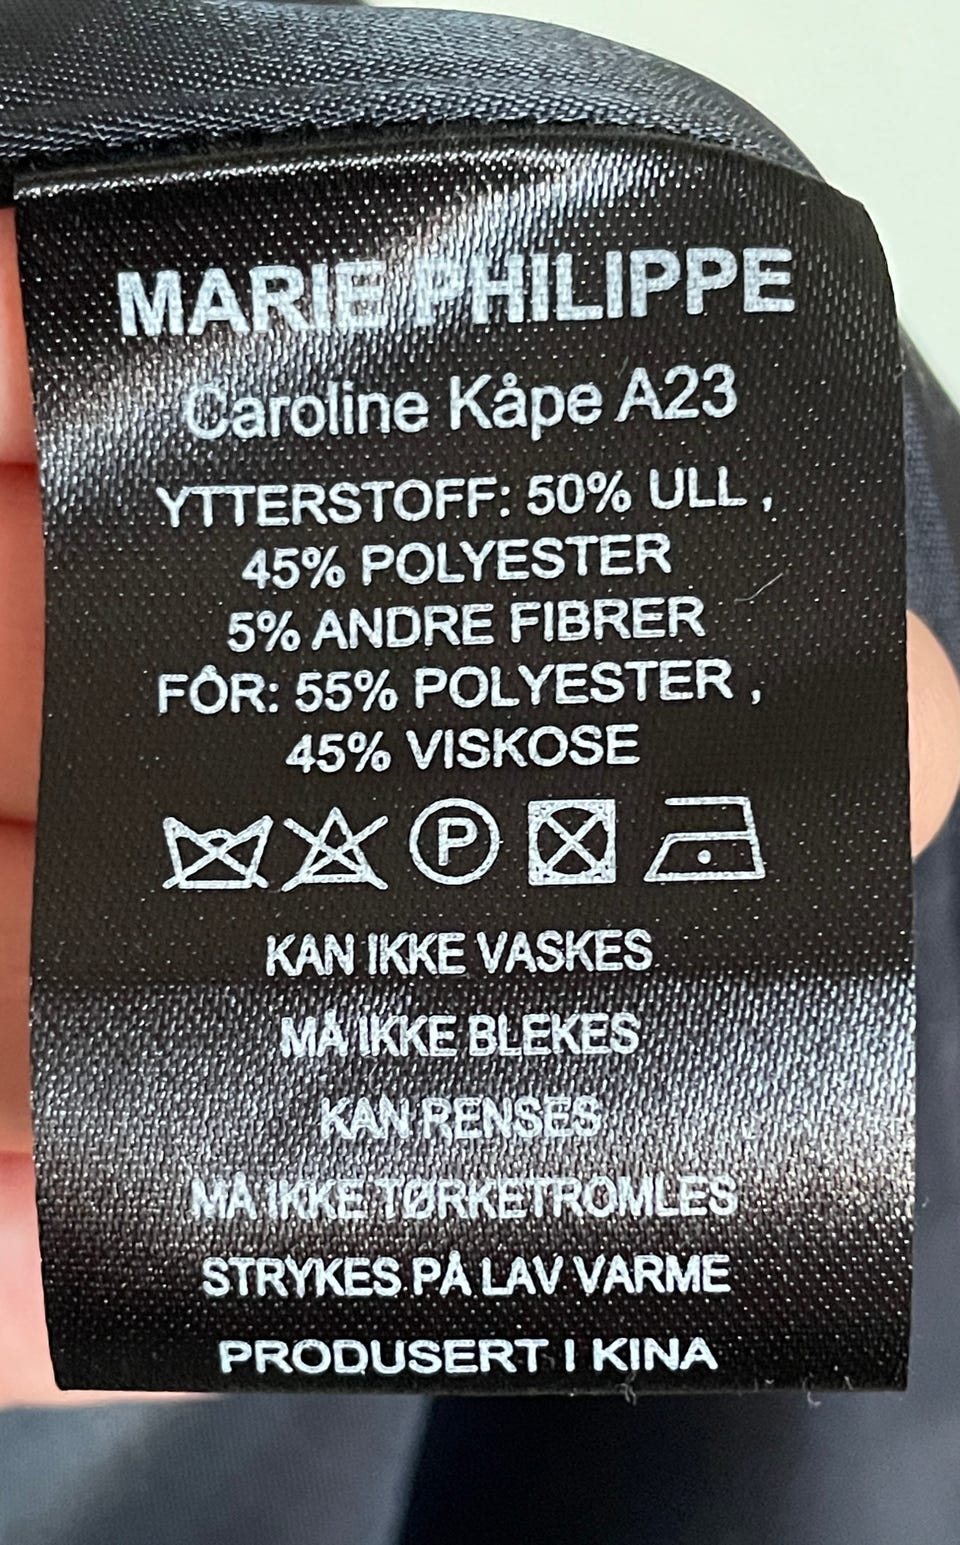 MARIE PHILIPPE
Caroline Kåpe A23
YTTERSTOFF: 50% ULL ,
45% POLYESTER
5% ANDRE FIBRER
FÔR: 55% POLYESTER ,
45% VISKOSE
P
KAN IKKE VASKES
MÅ IKKE BLEKES
KAN RENSES
MÅ IKKE TØRKETROMLES
STRYKES PÅ LAV VARME
PRODUSERT I KINA